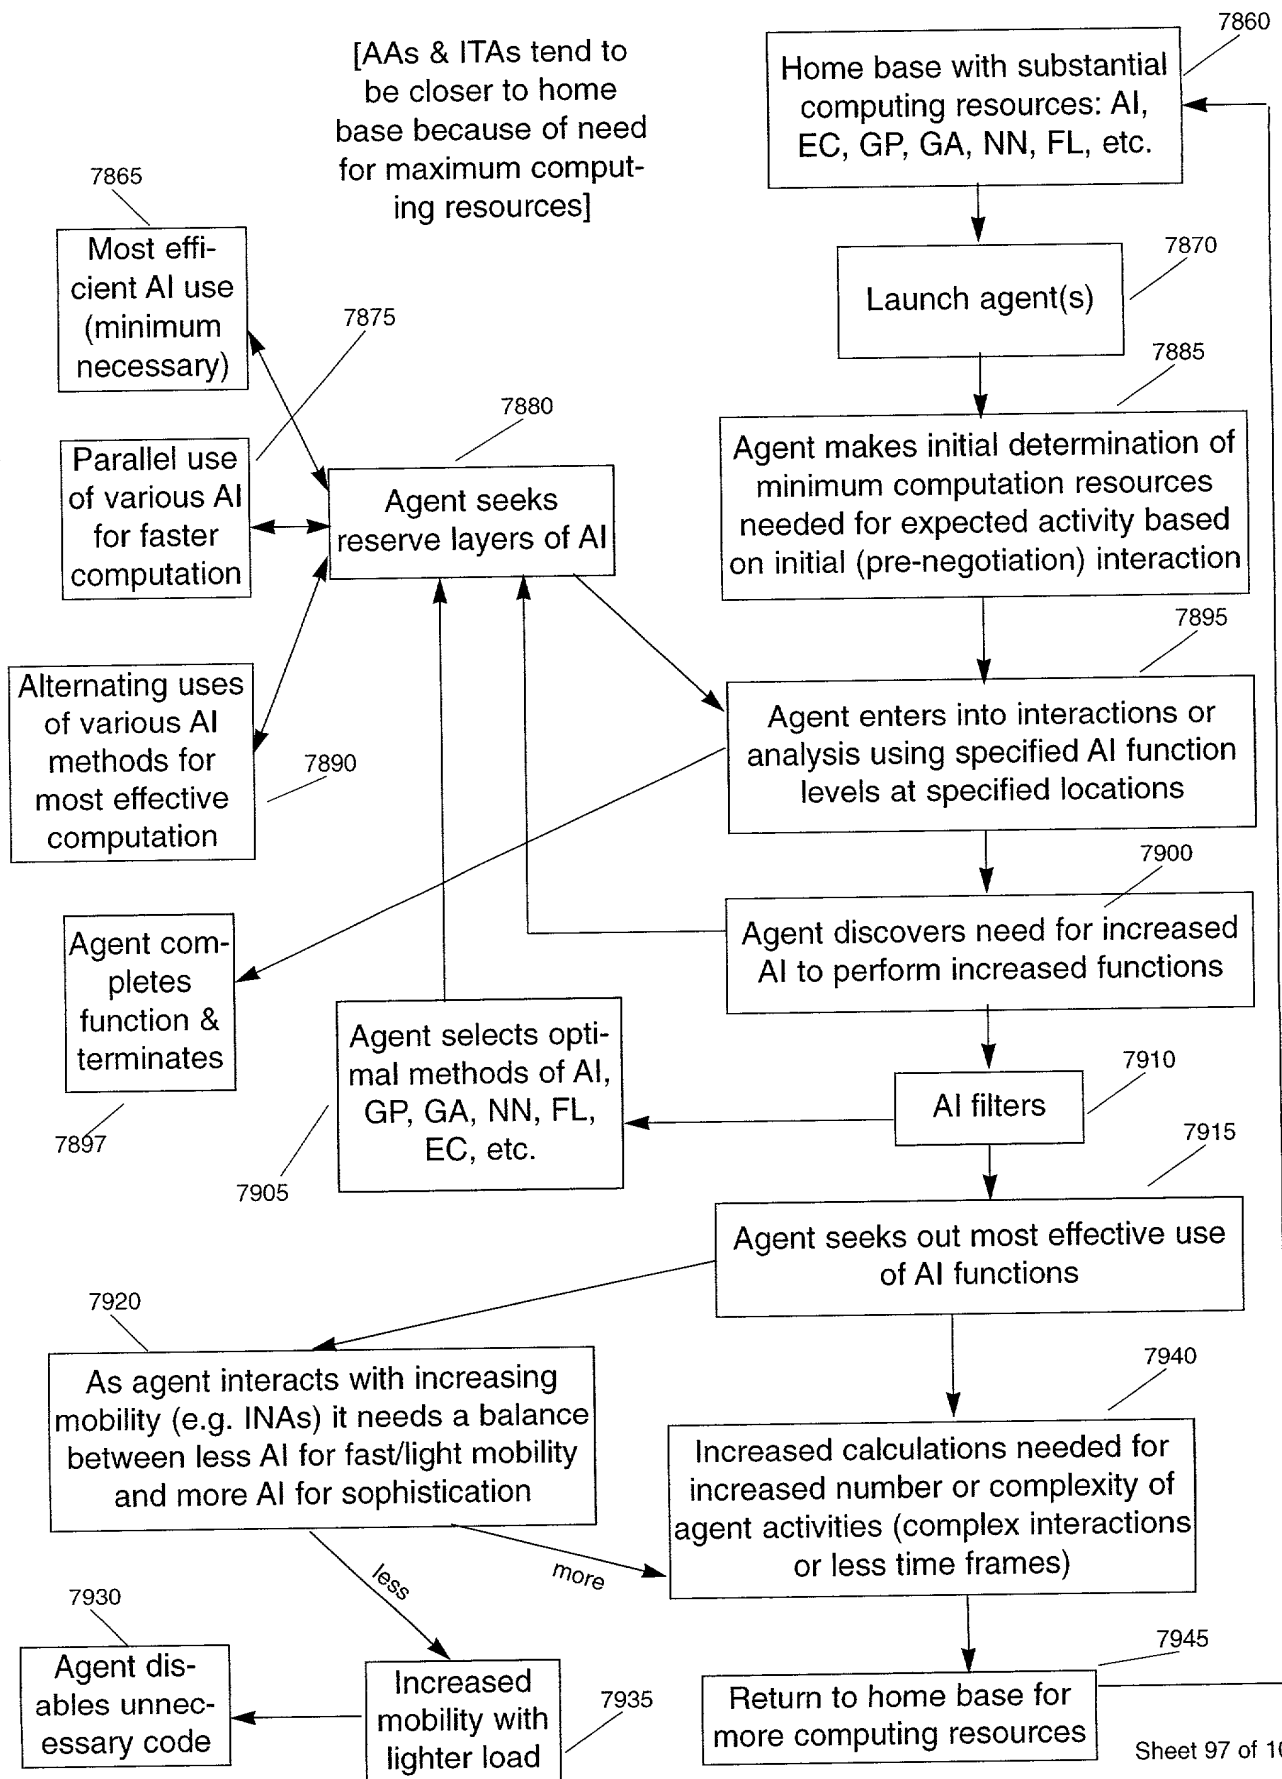 7860
[AAs & ITAs tend to
be closer to home
base because of need
for maximum comput-
ing resources]
Home base with substantial
computing resources: AI,
EC, GP, GA, NN, FL, etc.
7865
Most effi-
cient AI use
(minimum
necessary)
7870
Launch agent(s)
7875
Parallel use
of various AI
for faster
computation
7880
Agent seeks
reserve layers of AI
7885
Agent makes initial determination of
minimum computation resources
needed for expected activity based
on initial (pre-negotiation) interaction
Alternating uses
of various AI
methods for
most effective
computation
7890
7895
Agent enters into interactions or
analysis using specified AI function
levels at specified locations
7900
Agent discovers need for increased
AI to perform increased functions
Agent com-
pletes
function &
terminates
7897
Agent selects opti-
mal methods of AI,
GP, GA, NN, FL,
EC, etc.
7905
AI filters
7910
7915
Agent seeks out most effective use
of AI functions
7920
As agent interacts with increasing
mobility (e.g. INAs) it needs a balance
between less AI for fast/light mobility
and more AI for sophistication
less
more
7940
Increased calculations needed for
increased number or complexity of
agent activities (complex interactions
or less time frames)
7930
Agent dis-
ables unnec-
essary code
Increased
mobility with
lighter load
7935
7945
Return to home base for
more computing resources
Sheet 97 of